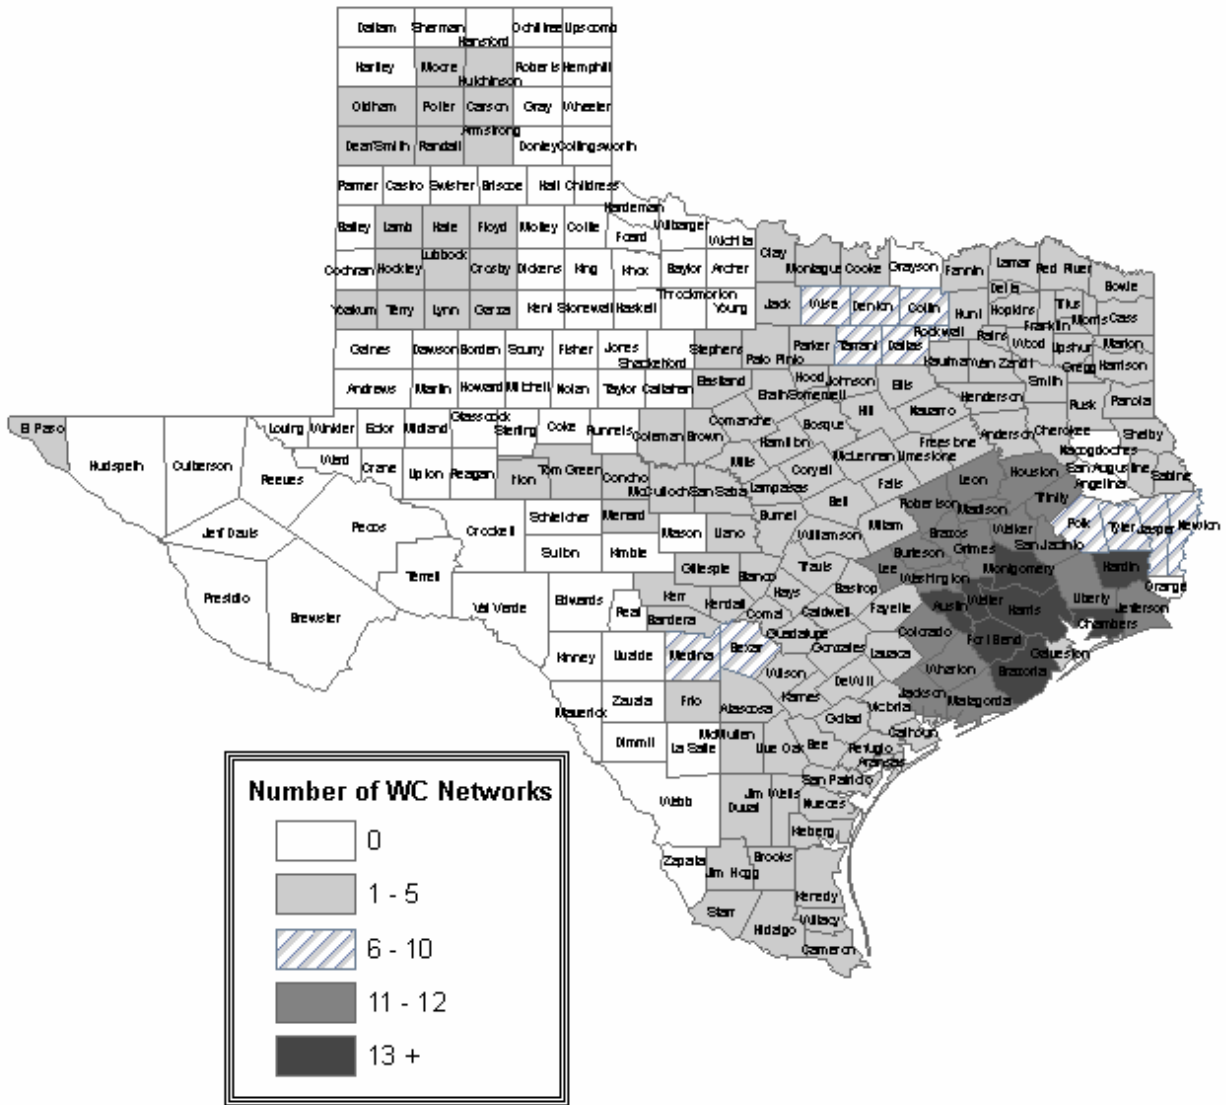 Dallam Sherman Hansford Ochiltree Lipscomb
Hartley Moore Hutchinson Roberts Hemphill
Oldham Potter Carson Gray Wheeler
Deaf Smith Randall Armstrong Donley Collingsworth
Parmer Castro Swisher Briscoe Hall Childress
Hardeman
Bailey Lamb Hale Floyd Motley Cottle Foard Wilbarger Wichita
Cochran Hockley Lubbock Crosby Dickens King Knox Baylor Archer Clay Montague Cooke Grayson Fannin Lamar Red River Bowie
Yoakum Terry Lynn Garza Kent Stonewall Haskell Throckmorton Young Jack Wise Denton Collin Hunt Delta Hopkins Franklin Titus Morris Cass
Gaines Dawson Borden Scurry Fisher Jones Shackelford Stephens Palo Pinto Parker Tarrant Dallas Rockwall Kaufman Rains Van Zandt Wood Upshur Marion
Andrews Martin Howard Mitchell Nolan Taylor Callahan Eastland Erath Hood Somervell Johnson Ellis Henderson Smith Gregg Harrison
El Paso Loving Winkler Ector Midland Glasscock Sterling Coke Runnels Coleman Brown Comanche Bosque Hill Navarro Anderson Cherokee Rusk Panola
Hudspeth Culberson Reeves Ward Crane Upton Reagan Irion Tom Green Concho McCulloch San Saba Mills Hamilton Coryell McLennan Limestone Freestone Nacogdoches Shelby
San Augustine Sabine Angelina
Jeff Davis Pecos Crockett Schleicher Menard Mason Llano Burnet Lampasas Bell Falls Robertson Leon Houston Madison Trinity Polk Tyler Jasper Newton
Presidio Brewster Terrell Sutton Kimble Gillespie Blanco Travis Williamson Milam Burleson Brazos Grimes Walker San Jacinto Montgomery Hardin
Val Verde Edwards Real Kerr Kendall Bandera Comal Hays Caldwell Bastrop Lee Washington Fayette Austin Waller Harris Liberty Orange Jefferson Chambers
Kinney Uvalde Medina Bexar Guadalupe Gonzales Lavaca Colorado Fort Bend Galveston
Maverick Zavala Frio Atascosa Wilson Karnes DeWitt Wharton Brazoria
Dimmit La Salle McMullen Live Oak Bee Goliad Victoria Jackson Matagorda
Refugio Calhoun Aransas
Webb Duval Jim Wells San Patricio Nueces
Kleberg
Zapata Jim Hogg Brooks Kenedy
Starr Hidalgo Willacy Cameron
Number of WC Networks
0
1 - 5
6 - 10
11 - 12
13 +